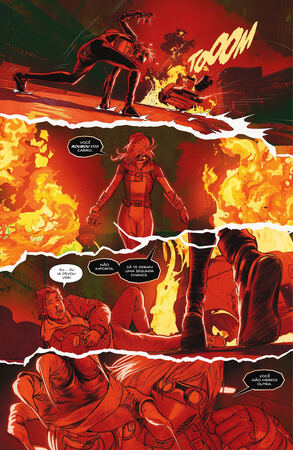 TOOOM
VOCÊ
ROUBOU ESSE
CARRO.
EU... EU
IA DEVOL-
VER!
NÃO
IMPORTA.
JÁ TE DERAM
UMA SEGUNDA
CHANCE.
VOCÊ
NÃO MERECE
OUTRA.